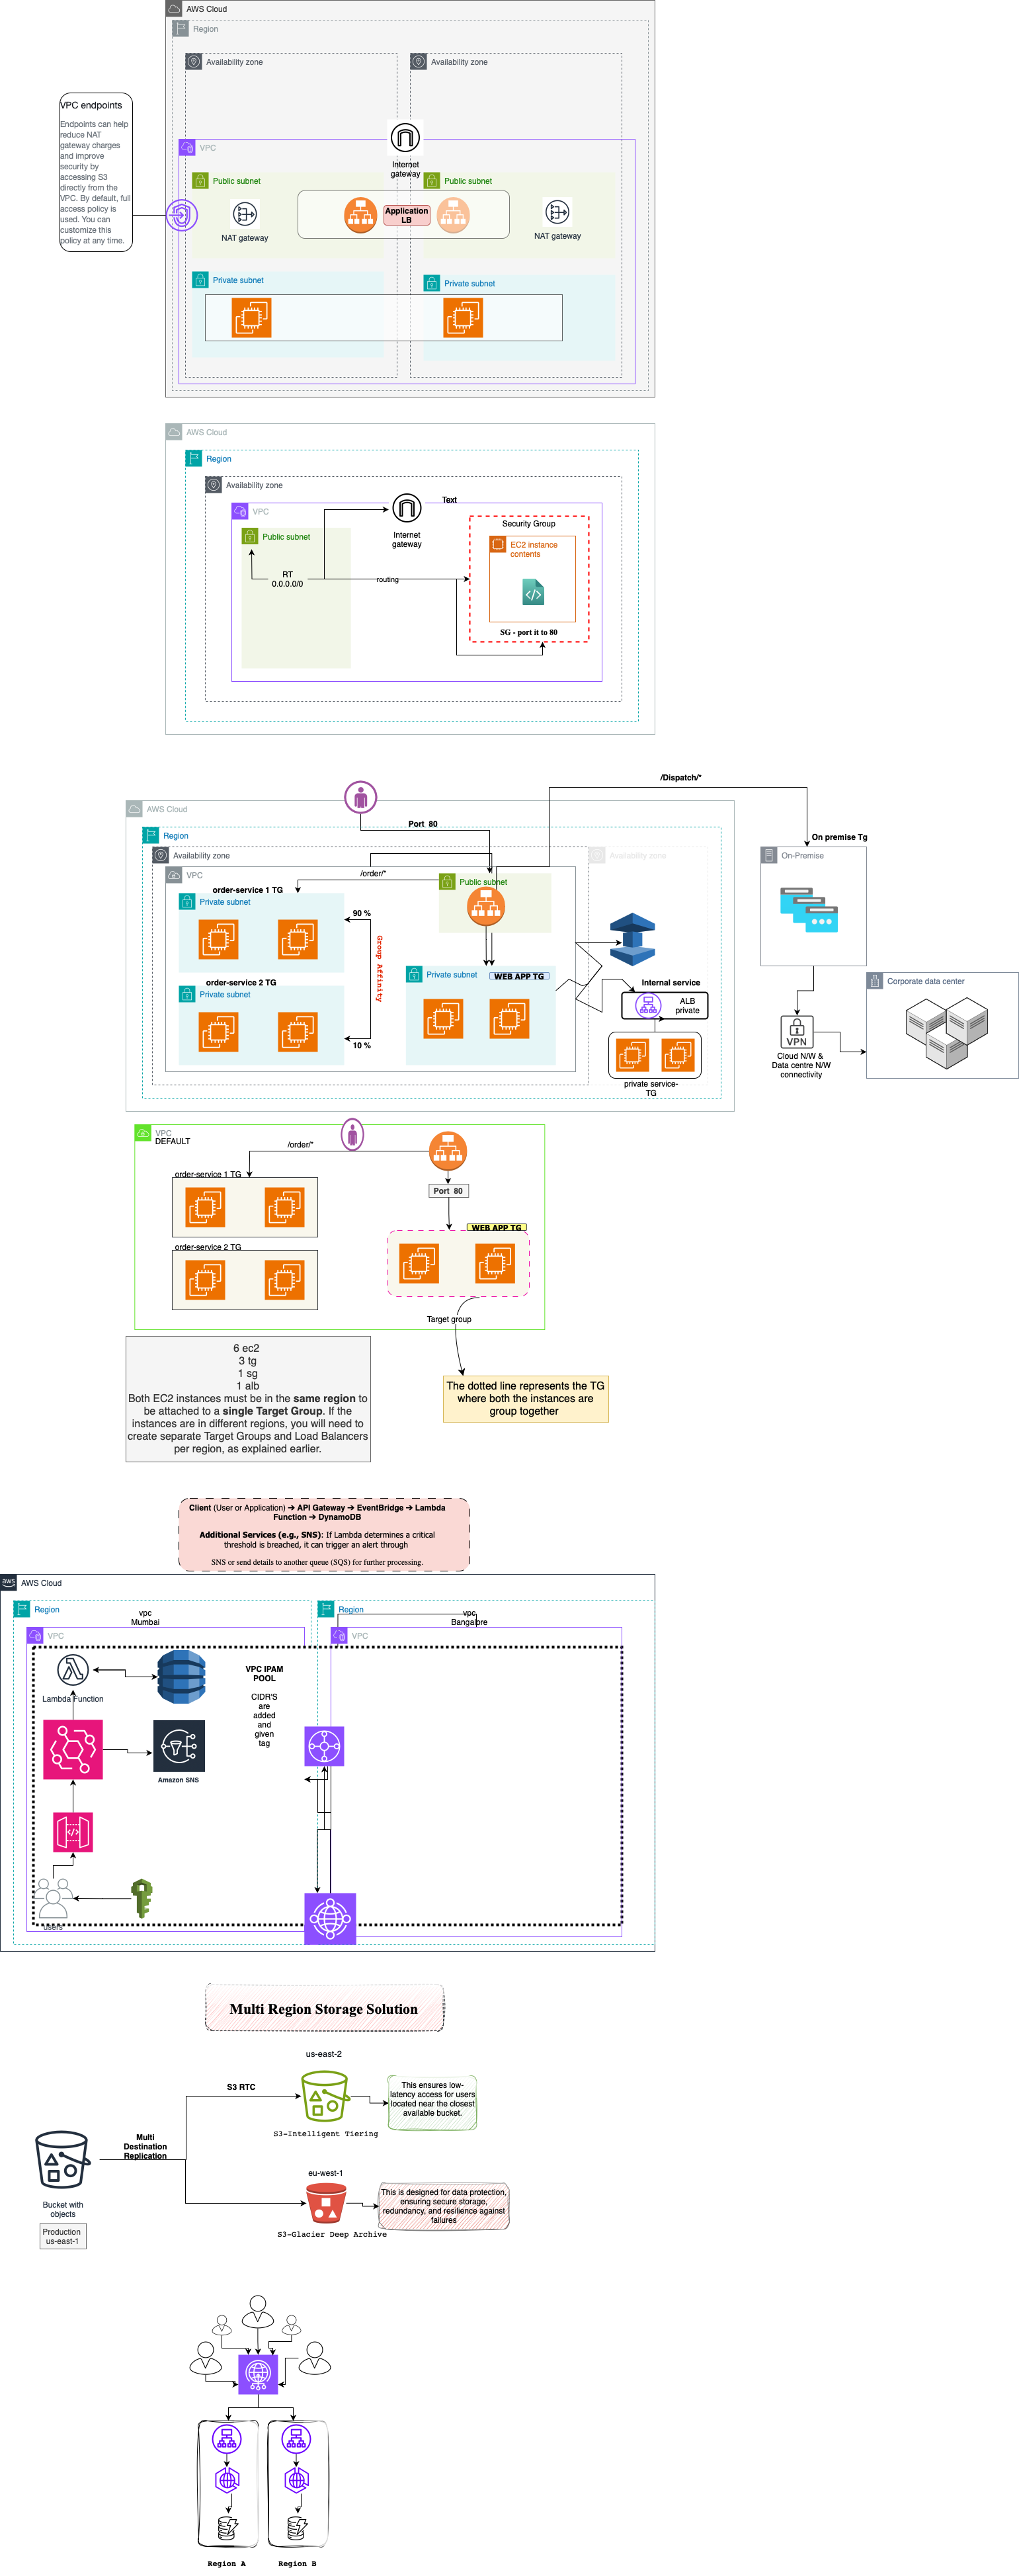 AWS Cloud
Region
Availability zone
Availability zone
VPC endpoints
Endpoints can help
reduce NAT
gateway charges
and improve
security by
accessing S3
directly from the
VPC. By default, full
access policy is
used. You can
customize this
policy at any time.
VPC
Internet
gateway
Public subnet
Public subnet
Application
LB
NAT gateway
NAT gateway
Private subnet
Private subnet
AWS Cloud
Region
Availability zone
VPC
Text
Internet
gateway
Public subnet
Security Group
EC2 instance
contents
RT
0.0.0.0/0
routing
SG - port it to 80
/Dispatch/*
AWS Cloud
Port 80
Region
On premise Tg
Availability zone
Availability zone
On-Premise
VPC
/order/*
Public subnet
order-service 1 TG
Private subnet
90 %
Group Affinity
order-service 2 TG
Private subnet
10 %
Private subnet
WEB APP TG
Internal service
ALB
private
private service-
TG
Corporate data center
VPN
Cloud N/W &
Data centre N/W
connectivity
VPC
DEFAULT
/order/*
order-service 1 TG
Port 80
WEB APP TG
order-service 2 TG
Target group
6 ec2
3 tg
1 sg
1 alb
Both EC2 instances must be in the same region to
be attached to a single Target Group. If the
instances are in different regions, you will need to
create separate Target Groups and Load Balancers
per region, as explained earlier.
The dotted line represents the TG
where both the instances are
group together
Client (User or Application) → API Gateway → EventBridge → Lambda
Function → DynamoDB
Additional Services (e.g., SNS): If Lambda determines a critical
threshold is breached, it can trigger an alert through
SNS or send details to another queue (SQS) for further processing.
aws
AWS Cloud
Region
vpc
Mumbai
Region
vpc
Bangalore
VPC
VPC
Lambda Function
VPC IPAM
POOL
CIDR'S
are
added
and
given
tag
Amazon SNS
users
Multi Region Storage Solution
us-east-2
S3 RTC
This ensures low-
latency access for users
located near the closest
available bucket.
S3-Intelligent Tiering
Multi
Destination
Replication
eu-west-1
This is designed for data protection,
ensuring secure storage,
redundancy, and resilience against
failures
S3-Glacier Deep Archive
Bucket with
objects
Production
us-east-1
Region A
Region B